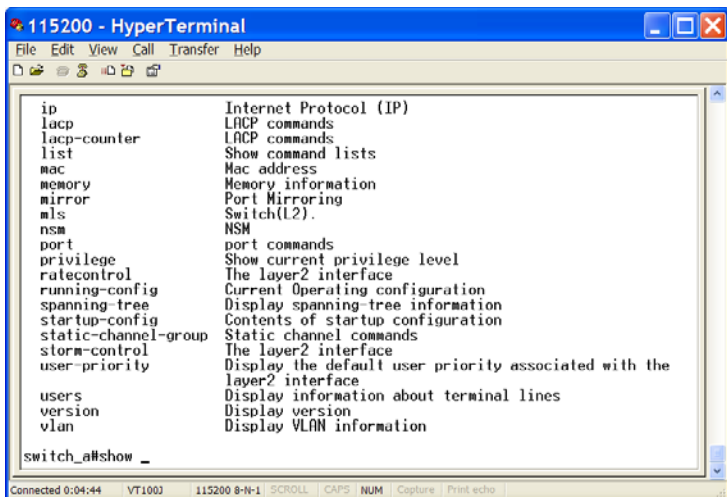 115200 - HyperTerminal
File Edit View Call Transfer Help
ip Internet Protocol (IP)
lacp LACP commands
lacp-counter LACP commands
list Show command lists
mac Mac address
memory Memory information
mirror Port Mirroring
mls Switch(L2).
nsm NSM
port port commands
privilege Show current privilege level
ratecontrol The layer2 interface
running-config Current Operating configuration
spanning-tree Display spanning-tree information
startup-config Contents of startup configuration
static-channel-group Static channel commands
storm-control The layer2 interface
user-priority Display the default user priority associated with the
layer2 interface
users Display information about terminal lines
version Display version
vlan Display VLAN information
switch_a#show _
Connected 0:04:44 VT100J 115200 8-N-1 SCROLL CAPS NUM Capture Print echo